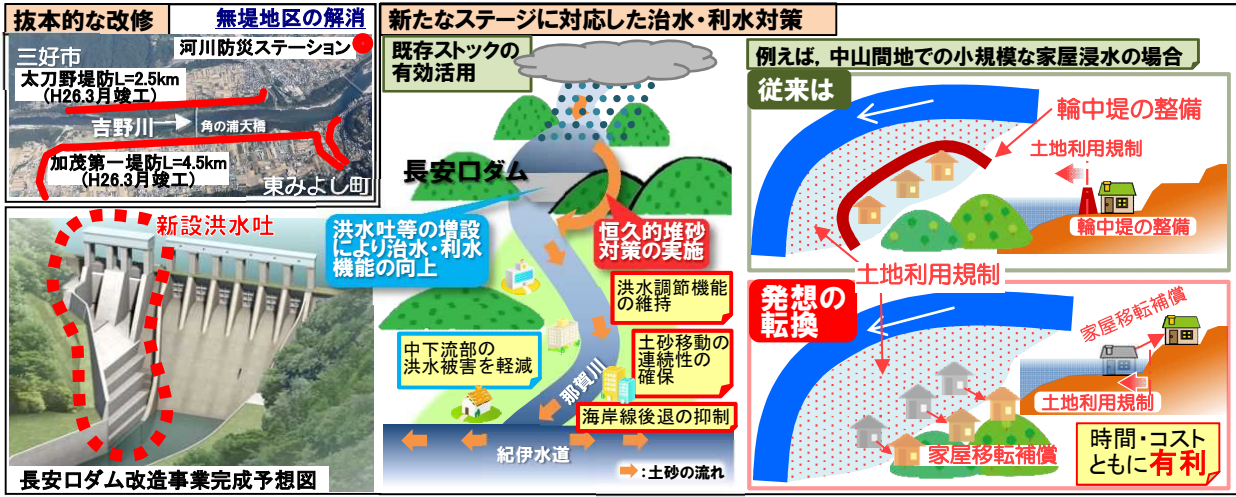 抜本的な改修
無堤地区の解消
三好市
河川防災ステーション
太刀野堤防L=2.5km
(H26.3月竣工)
吉野川
角の浦大橋
加茂第一堤防L=4.5km
(H26.3月竣工)
東みよし町
新設洪水吐
長安口ダム改造事業完成予想図
新たなステージに対応した治水・利水対策
既存ストックの
有効活用
長安口ダム
洪水吐等の増設
により治水・利水
機能の向上
恒久的堆砂
対策の実施
洪水調節機能
の維持
中下流部の
洪水被害を軽減
土砂移動の
連続性の
確保
那賀川
海岸線後退の抑制
紀伊水道
:土砂の流れ
例えば，中山間地での小規模な家屋浸水の場合
従来は
輪中堤の整備
土地利用規制
輪中堤の整備
土地利用規制
発想の
転換
家屋移転補償
土地利用規制
家屋移転補償
時間・コスト
ともに有利